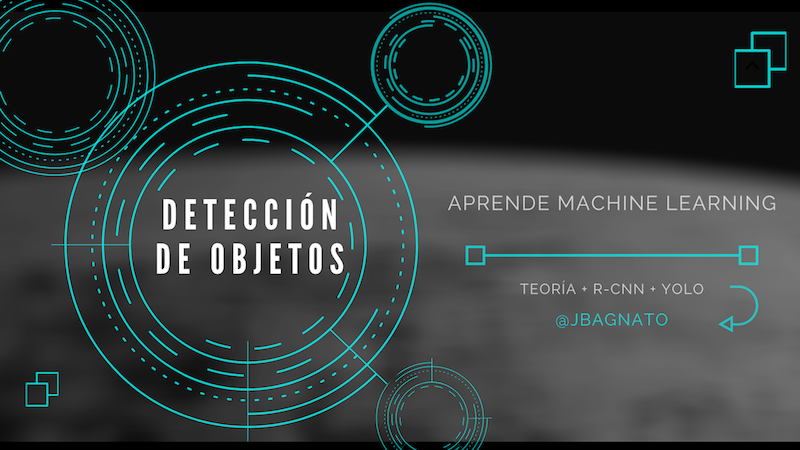 DETECCIÓN
DE OBJETOS
APRENDE MACHINE LEARNING
TEORÍA + R-CNN + YOLO
@JBAGNATO